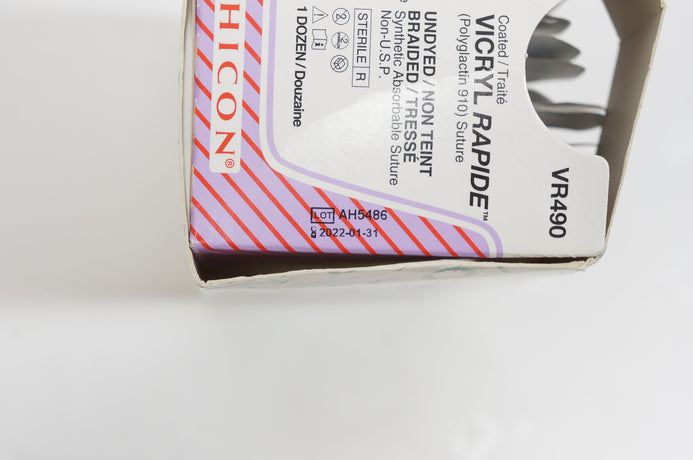 HICON®
1 DOZEN / Douzaine
STERILE R
Coated / Traité
VICRYL RAPIDE™
(Polyglactin 910) Suture
UNDYED / NON TEINT
BRAIDED / TRESSÉ
Synthetic Absorbable Suture
Non-U.S.P.
VR490
LOT AH5486
2022-01-31